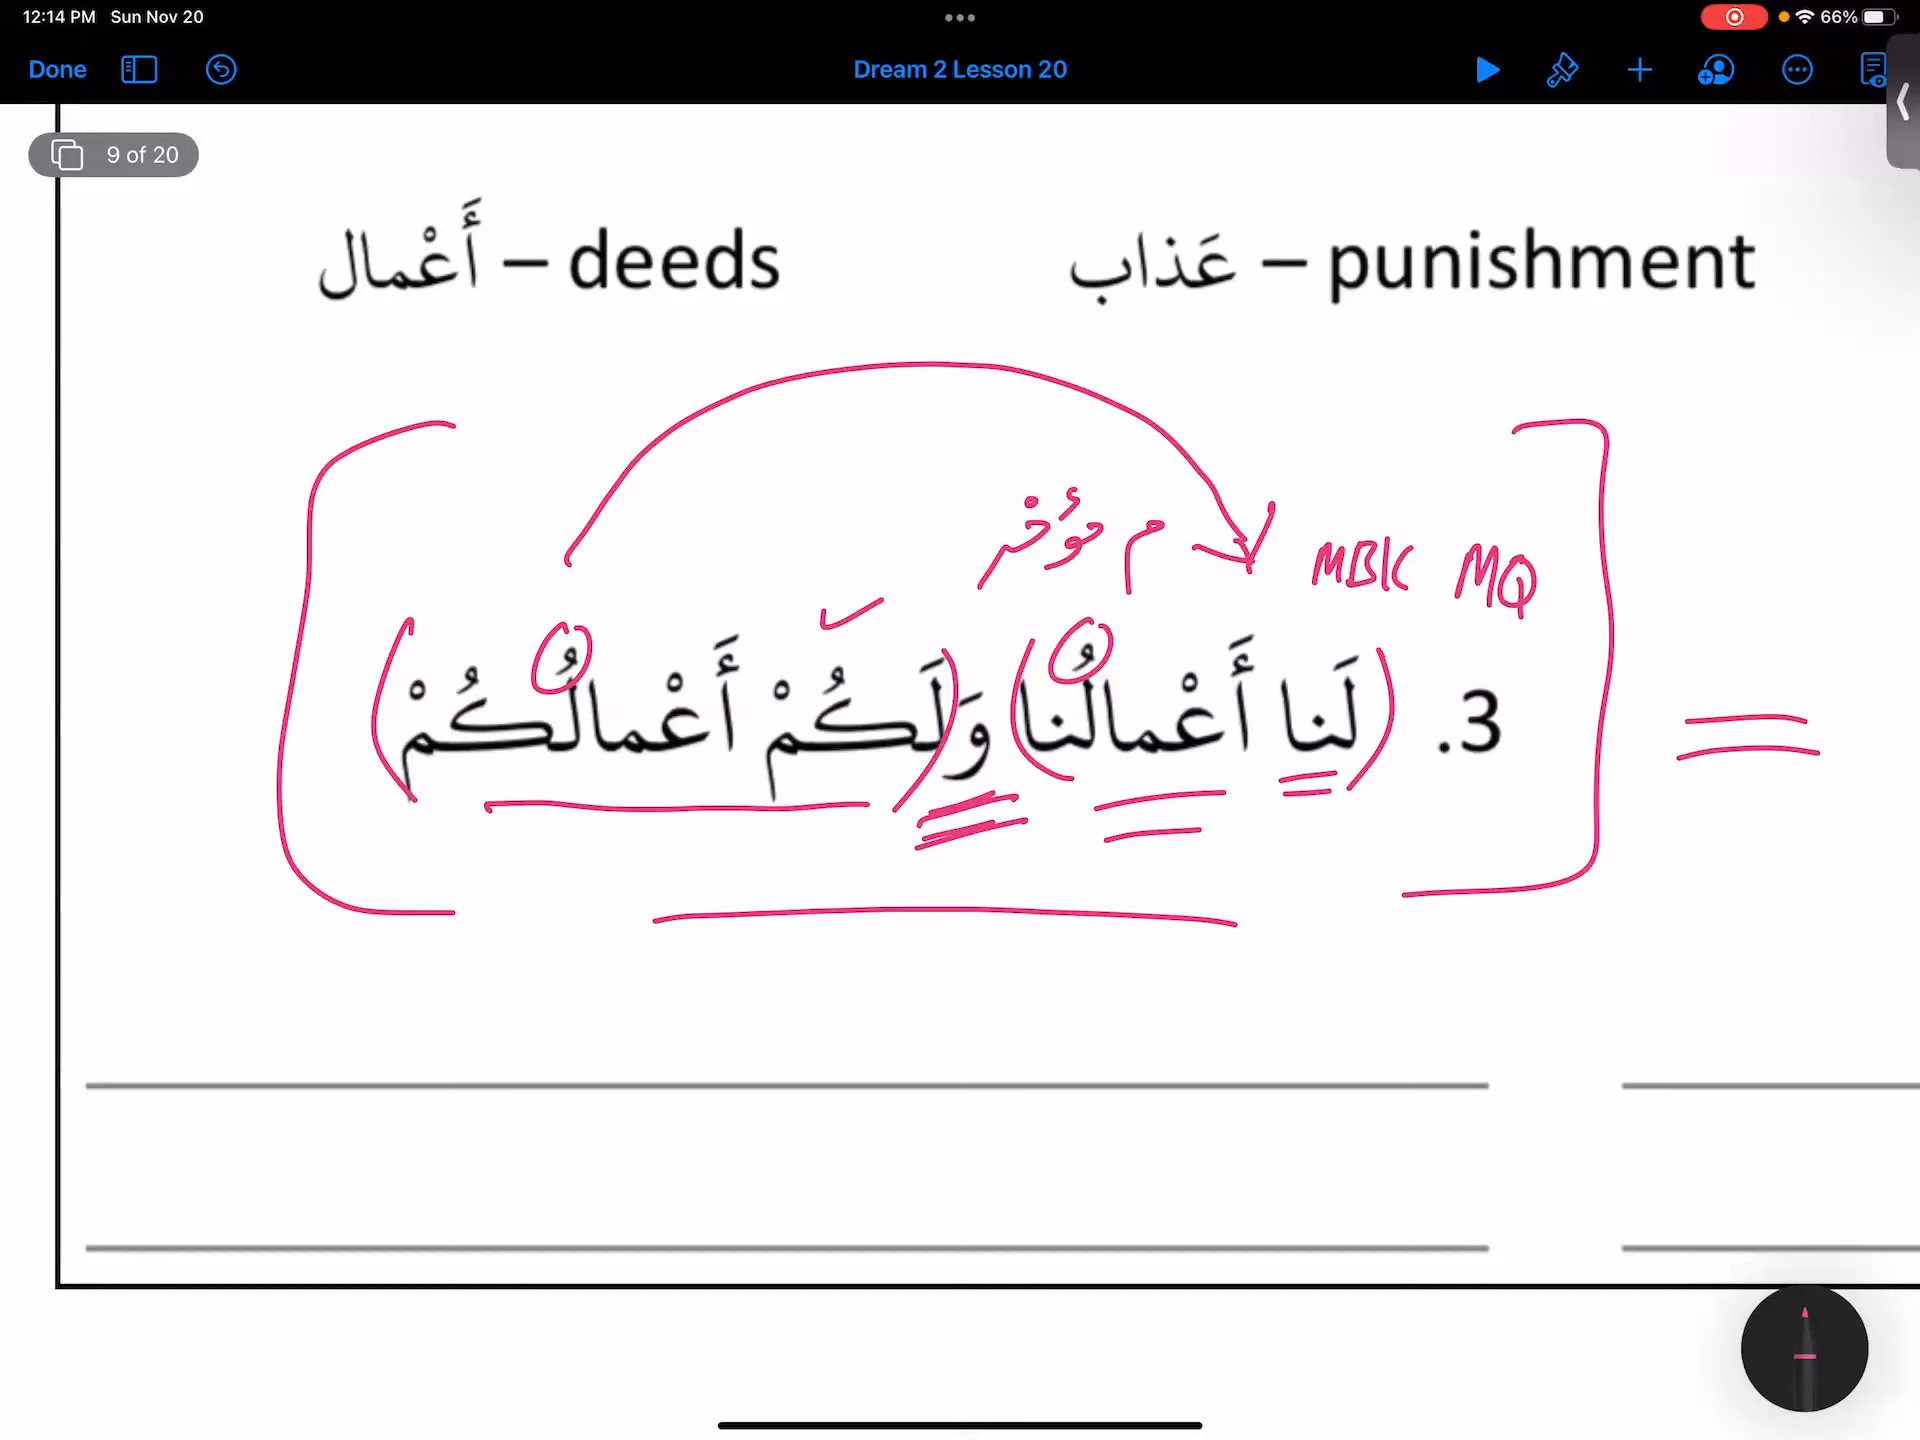 12:14 PM Sun Nov 20
66%
Done
Dream 2 Lesson 20
9 of 20
أَعْمال – deeds
عَذاب – punishment
م مُؤَخَّر MBK MQ
3. لَنا أَعْمالُنا وَلَكُمْ أَعْمالُكُمْ